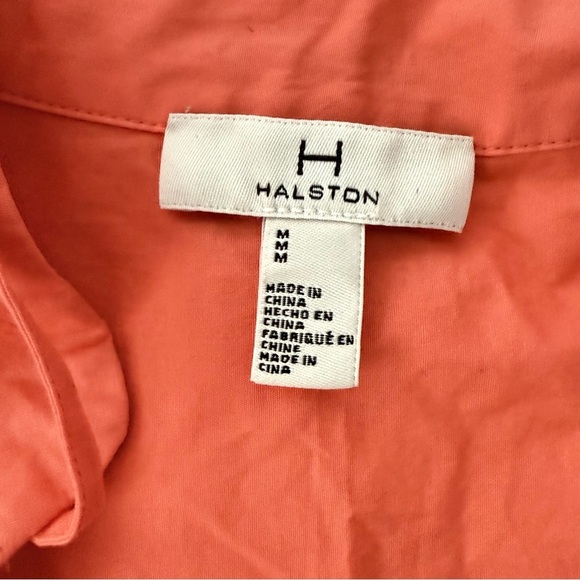 H
HALSTON
M
M
M
MADE IN
CHINA
HECHO EN
CHINA
FABRIQUÉ EN
CHINE
MADE IN
CINA